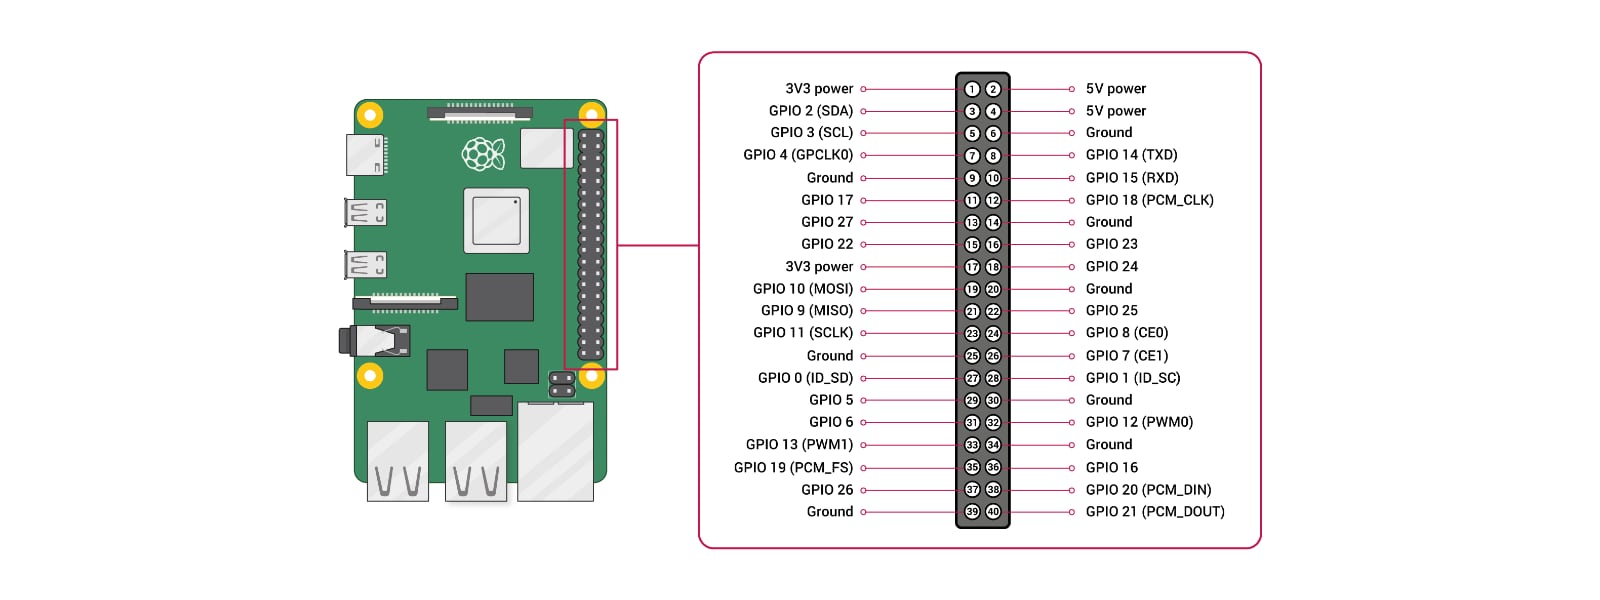 3V3 power 1 2 5V power
GPIO 2 (SDA) 3 4 5V power
GPIO 3 (SCL) 5 6 Ground
GPIO 4 (GPCLK0) 7 8 GPIO 14 (TXD)
Ground 9 10 GPIO 15 (RXD)
GPIO 17 11 12 GPIO 18 (PCM_CLK)
GPIO 27 13 14 Ground
GPIO 22 15 16 GPIO 23
3V3 power 17 18 GPIO 24
GPIO 10 (MOSI) 19 20 Ground
GPIO 9 (MISO) 21 22 GPIO 25
GPIO 11 (SCLK) 23 24 GPIO 8 (CE0)
Ground 25 26 GPIO 7 (CE1)
GPIO 0 (ID_SD) 27 28 GPIO 1 (ID_SC)
GPIO 5 29 30 Ground
GPIO 6 31 32 GPIO 12 (PWM0)
GPIO 13 (PWM1) 33 34 Ground
GPIO 19 (PCM_FS) 35 36 GPIO 16
GPIO 26 37 38 GPIO 20 (PCM_DIN)
Ground 39 40 GPIO 21 (PCM_DOUT)